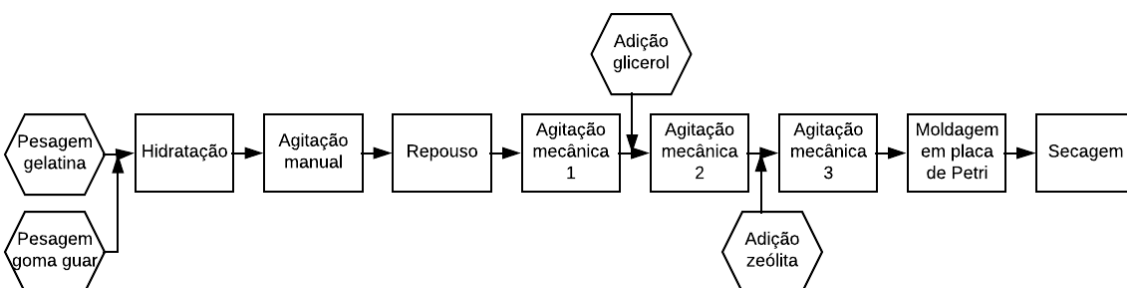 Adição
glicerol
Pesagem
gelatina
Hidratação
Agitação
manual
Repouso
Agitação
mecânica
1
Agitação
mecânica
2
Agitação
mecânica
3
Moldagem
em placa
de Petri
Secagem
Pesagem
goma guar
Adição
zeólita